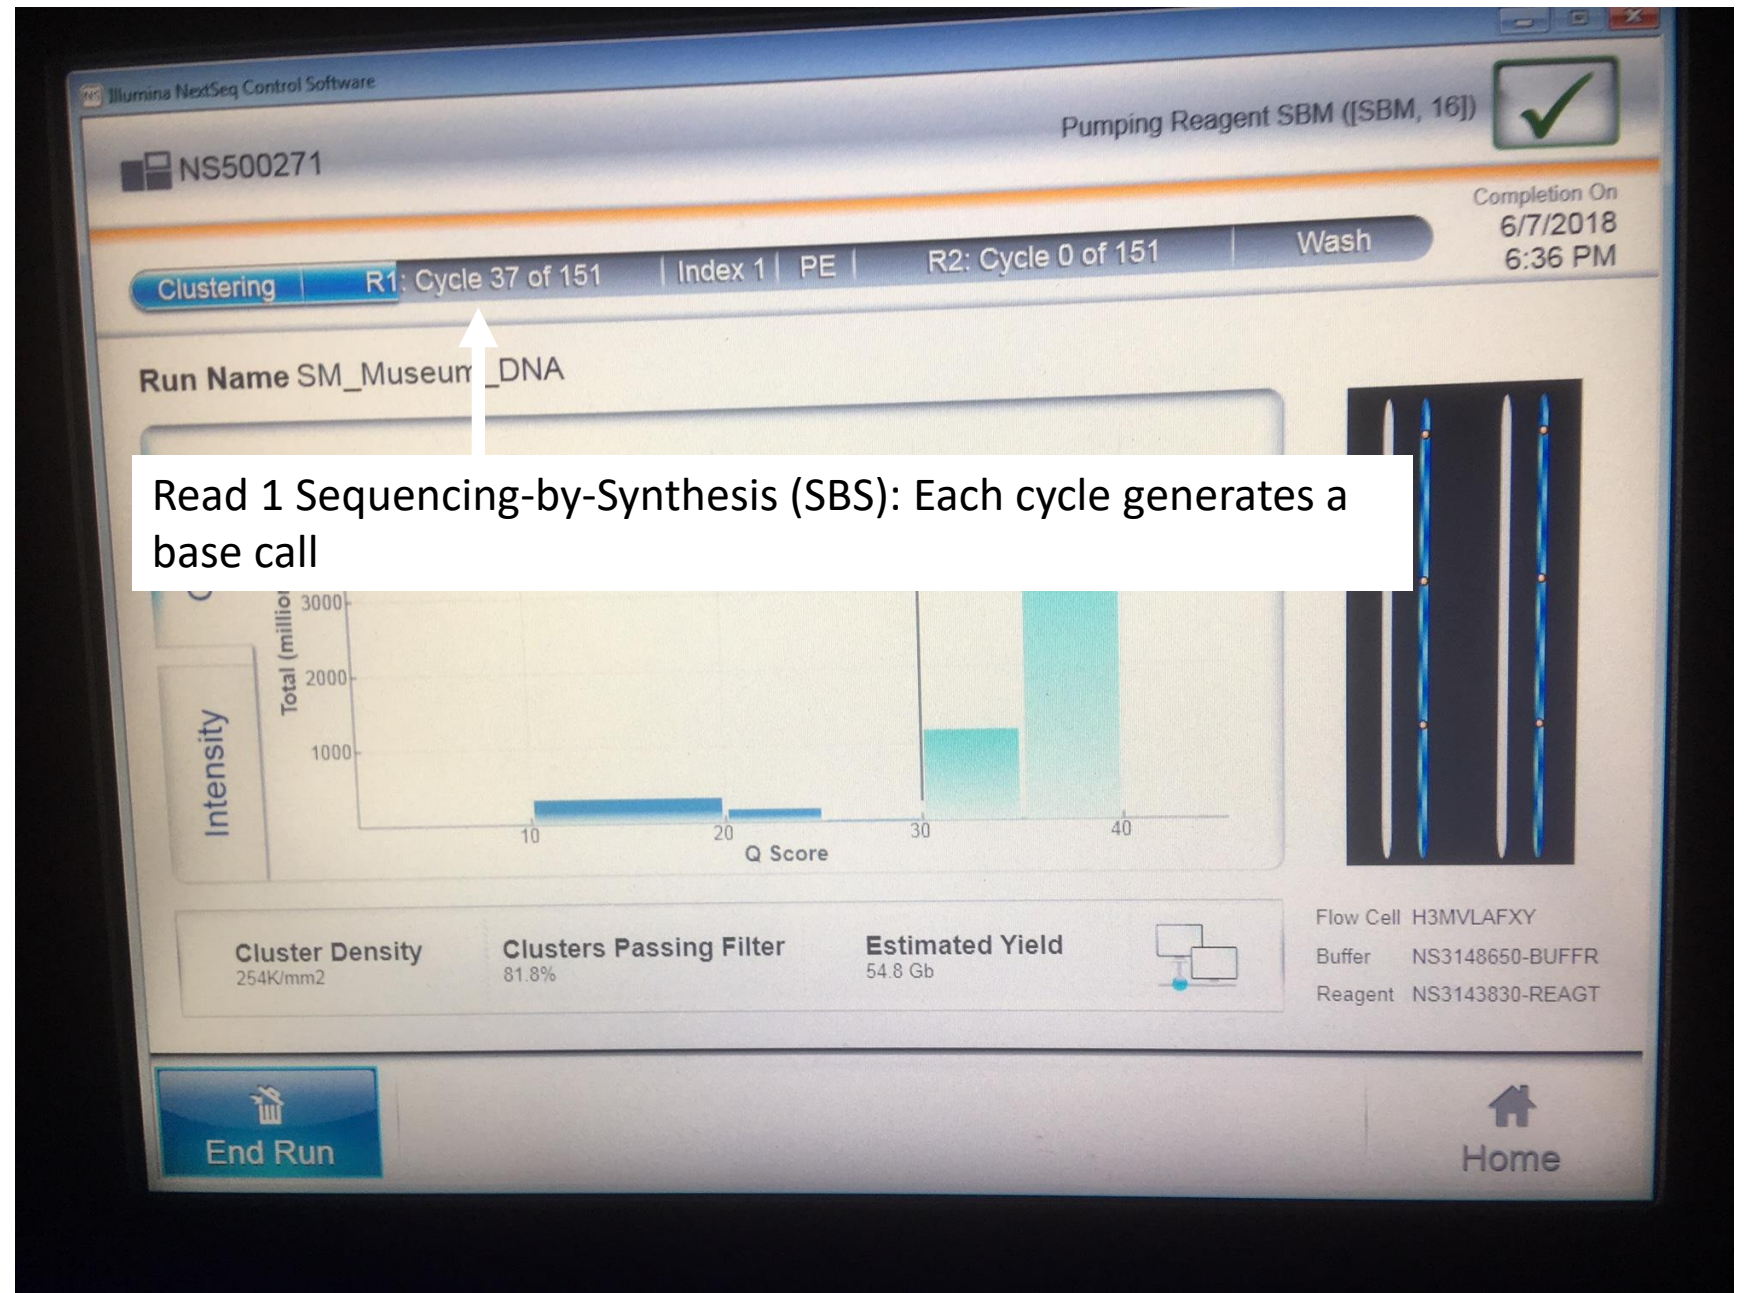 Illumina NextSeq Control Software
NS500271
Pumping Reagent SBM ([SBM, 16])
Completion On
6/7/2018
6:36 PM
Clustering R1: Cycle 37 of 151 Index 1 PE R2: Cycle 0 of 151 Wash
Run Name SM_Museum_DNA
Read 1 Sequencing-by-Synthesis (SBS): Each cycle generates a
base call
Total
3000
2000
1000
Intensity
10 20 30 40
Q Score
Cluster Density
254K/mm2
Clusters Passing Filter
81.8%
Estimated Yield
54.8 Gb
Flow Cell H3MVLAFXY
Buffer NS3148650-BUFFR
Reagent NS3143830-REAGT
End Run
Home